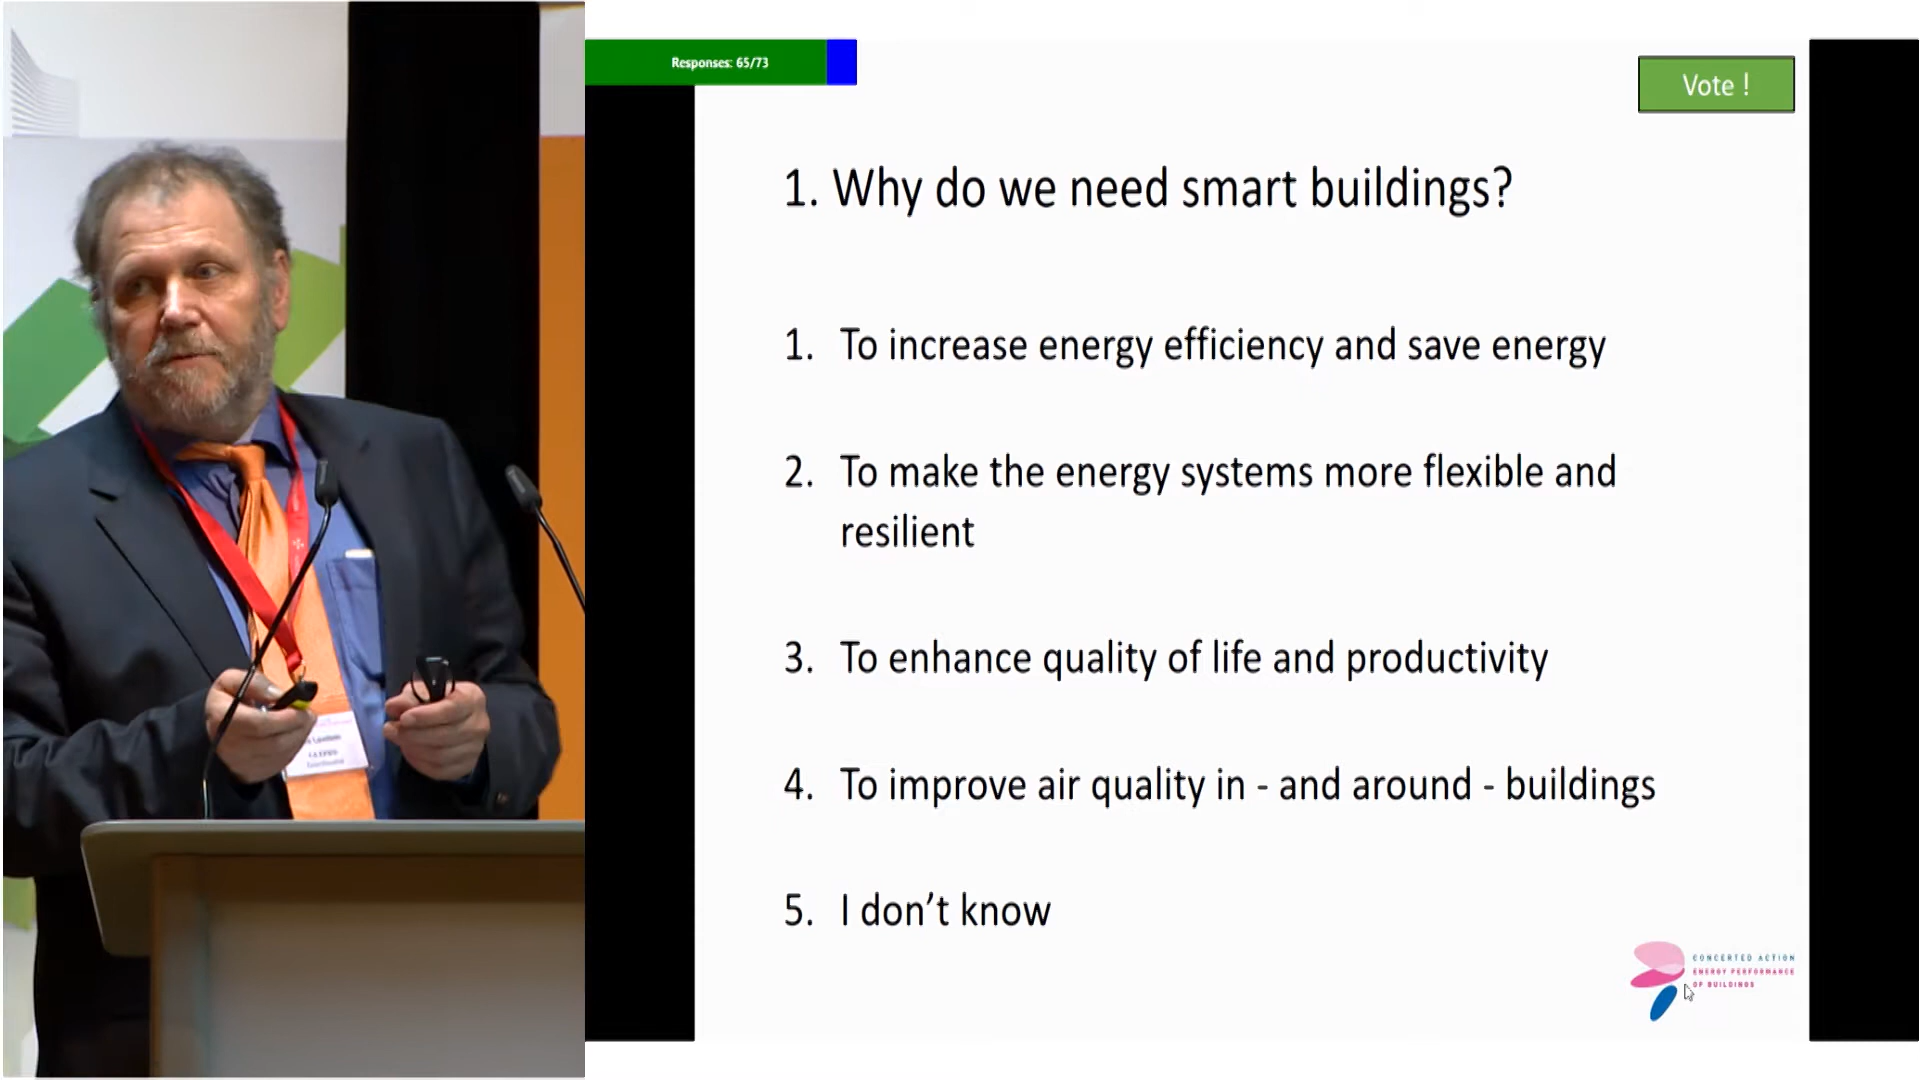 Responses: 65/73
Vote !
1. Why do we need smart buildings?
1. To increase energy efficiency and save energy
2. To make the energy systems more flexible and
resilient
3. To enhance quality of life and productivity
4. To improve air quality in - and around - buildings
5. I don’t know
CONCERTED ACTION
ENERGY PERFORMANCE
OF BUILDINGS